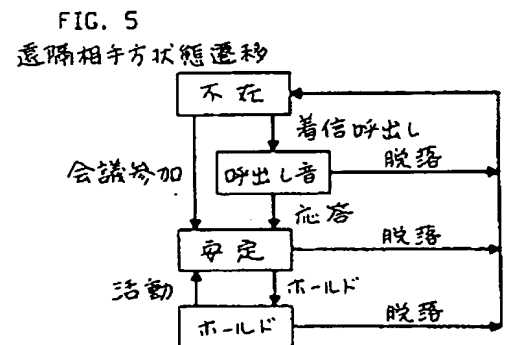 FIG. 5
遠隔相手方状態遷移
不在
着信呼出し
会議参加
呼出し音
脱落
応答
安定
脱落
活動
ホールド
ホールド
脱落